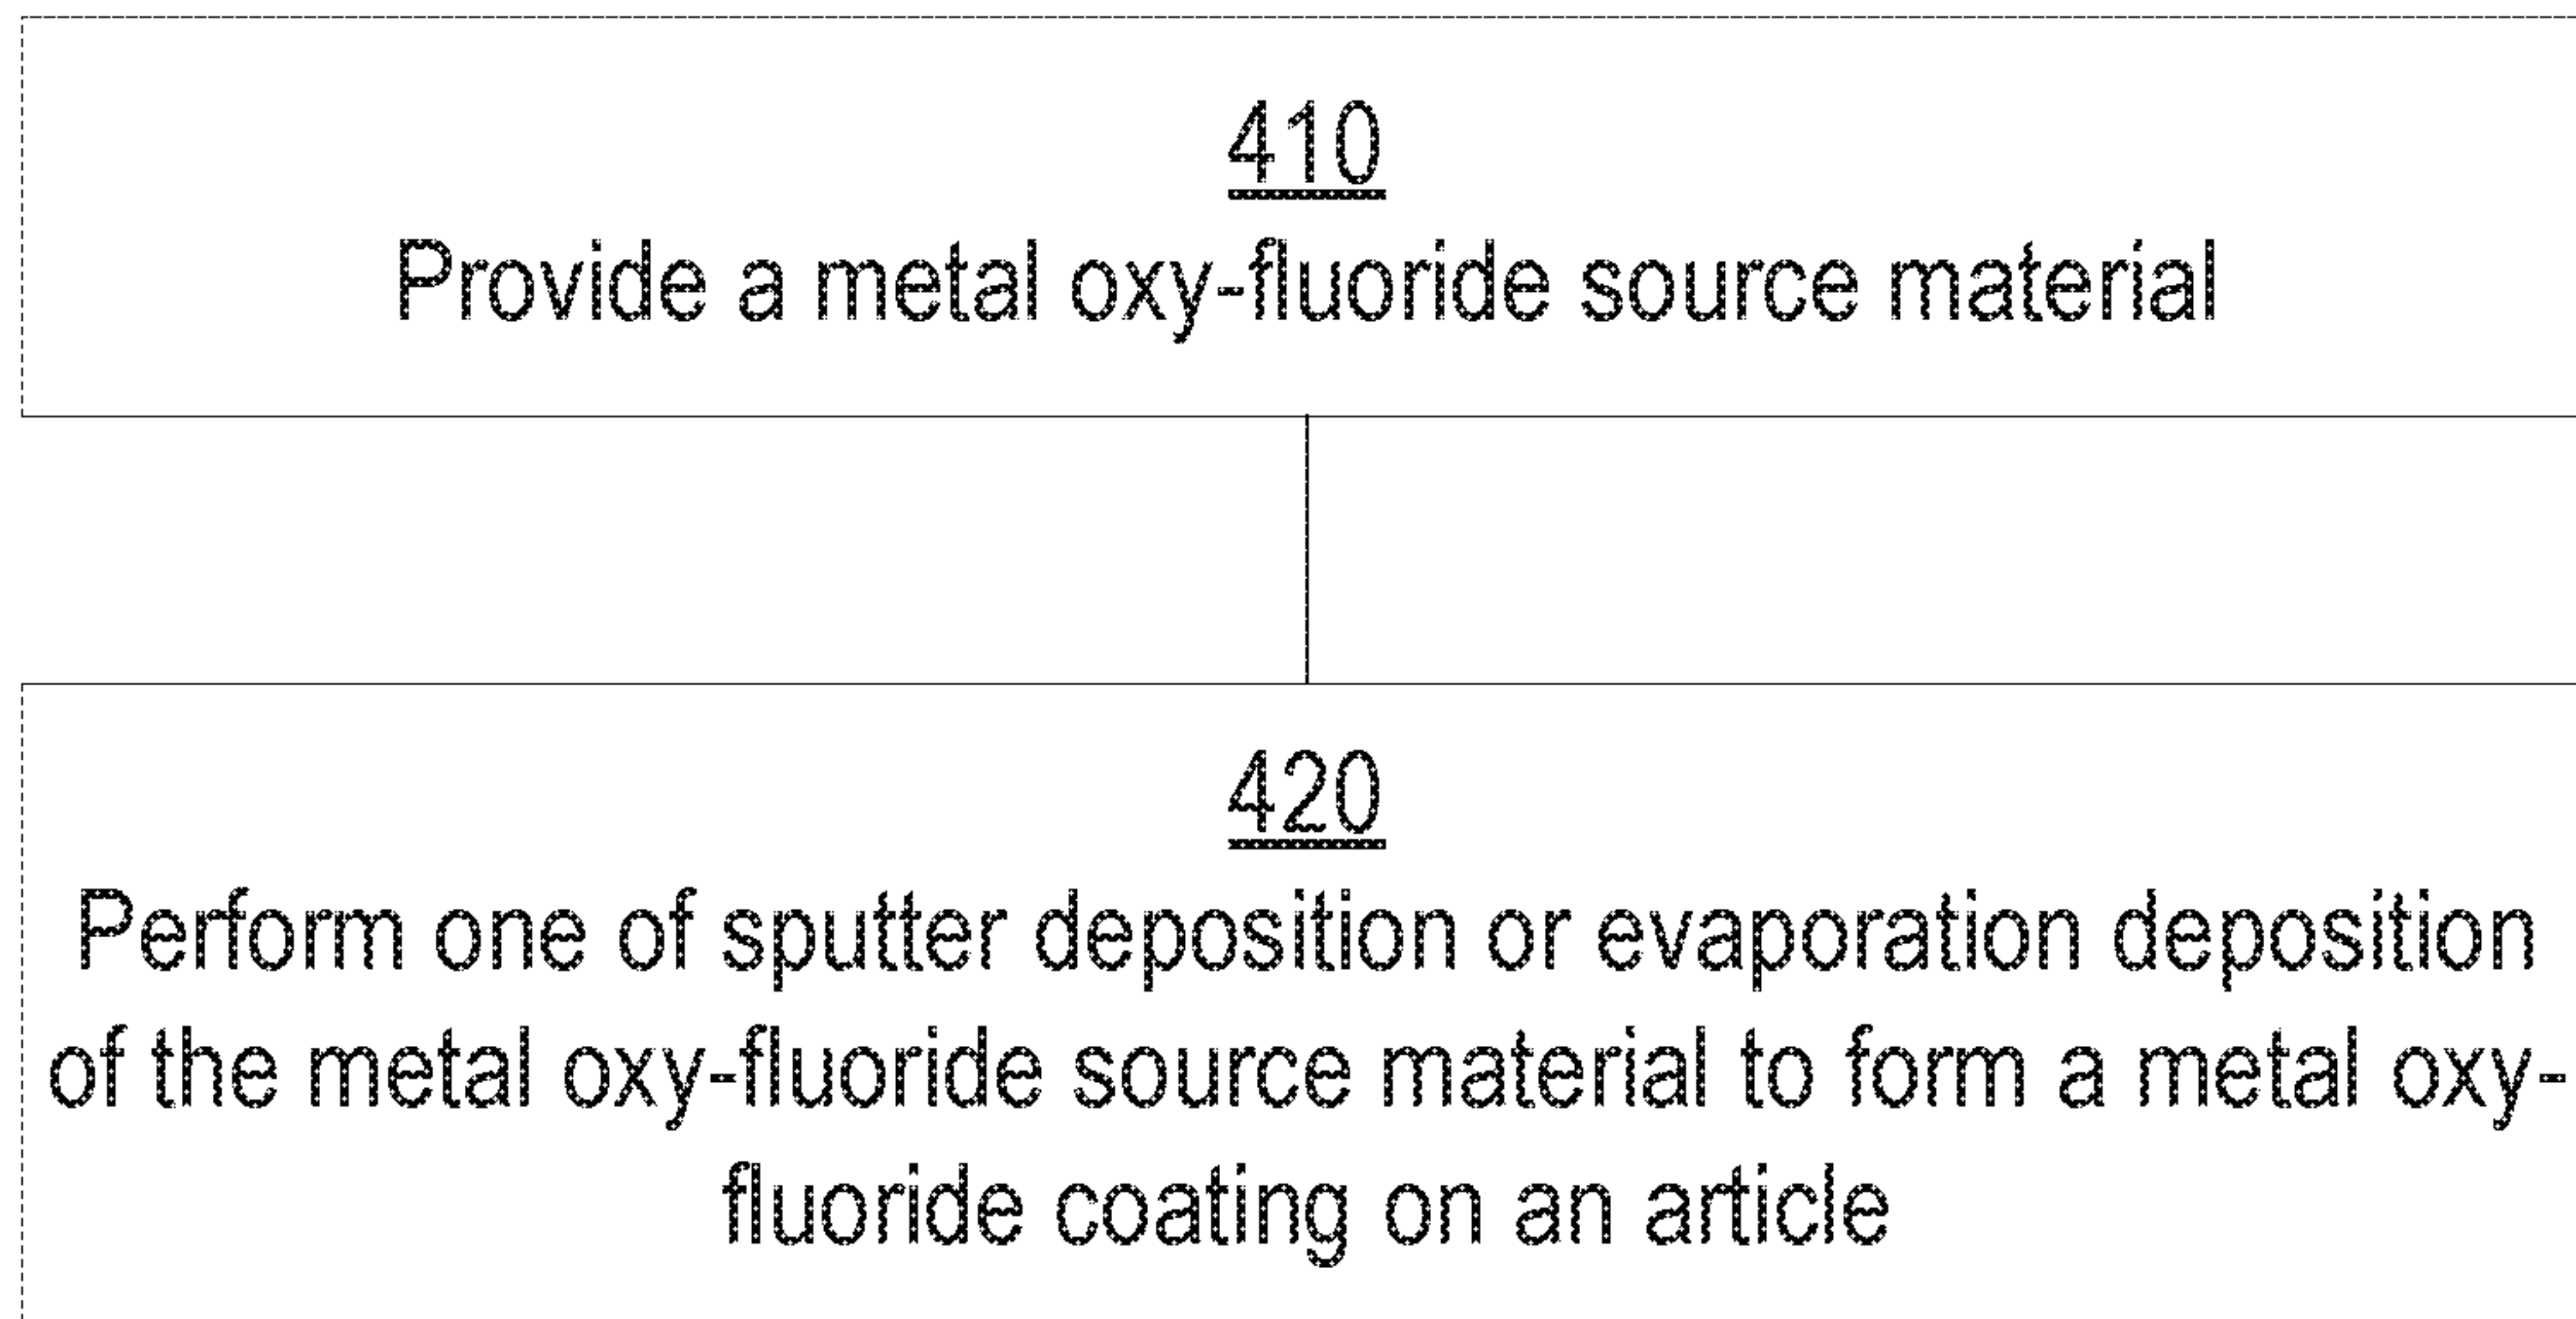 410
Provide a metal oxy-fluoride source material
420
Perform one of sputter deposition or evaporation deposition
of the metal oxy-fluoride source material to form a metal oxy-
fluoride coating on an article